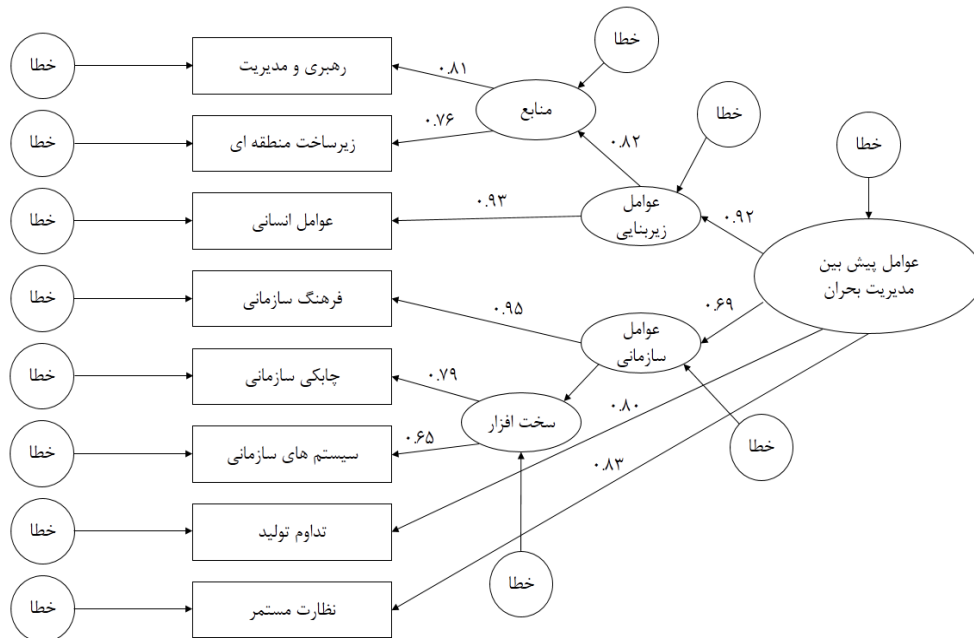 خطا
خطا
رهبری و مدیریت
۰.۸۱
منابع
خطا
زیرساخت منطقه ای
۰.۷۶
خطا
۰.۸۲
خطا
خطا
عوامل انسانی
۰.۹۳
عوامل
زیربنایی
۰.۹۲
عوامل پیش بین
مدیریت بحران
خطا
فرهنگ سازمانی
۰.۹۵
عوامل
سازمانی
۰.۶۹
خطا
چابکی سازمانی
۰.۷۹
سخت افزار
۰.۸۰
خطا
سیستم های سازمانی
۰.۶۵
خطا
۰.۸۳
خطا
تداوم تولید
خطا
خطا
نظارت مستمر